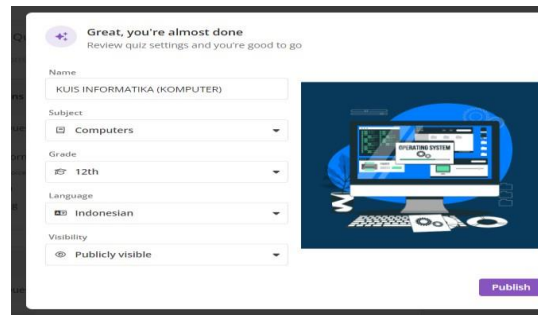 Great, you're almost done
Review quiz settings and you're good to go
Name
KUIS INFORMATIKA (KOMPUTER)
Subject
Computers
Grade
12th
Language
Indonesian
Visibility
Publicly visible
OPERATING SYSTEM
Publish